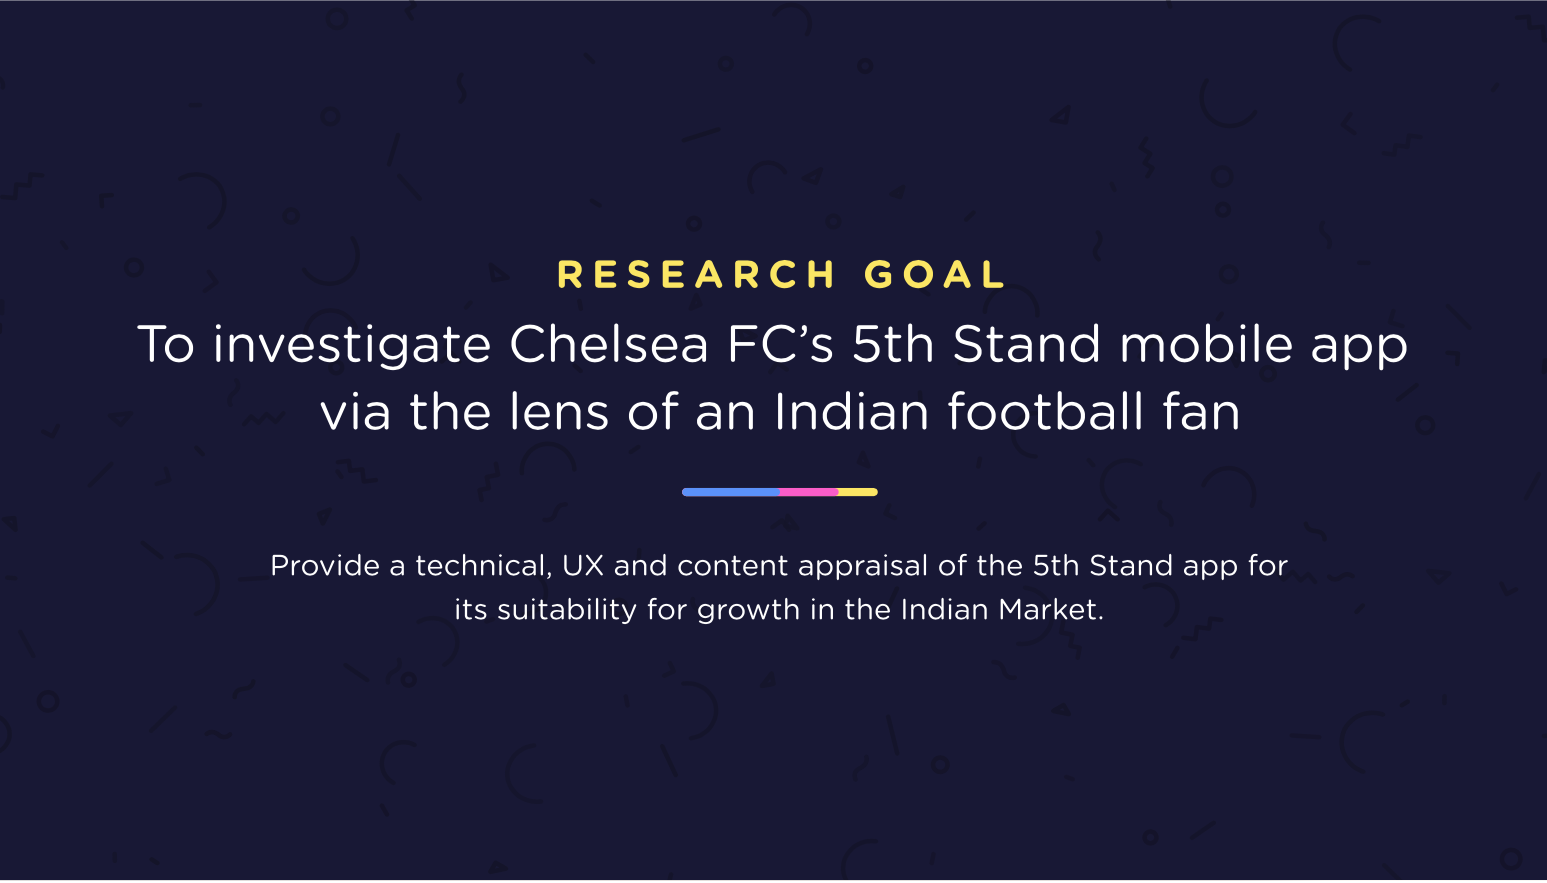 RESEARCH GOAL
To investigate Chelsea FC’s 5th Stand mobile app
via the lens of an Indian football fan
Provide a technical, UX and content appraisal of the 5th Stand app for
its suitability for growth in the Indian Market.